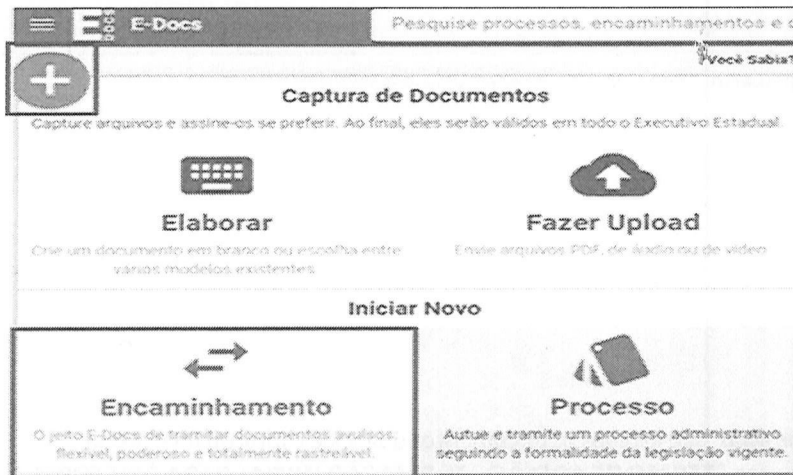 E-Docs E-Docs Pesquise processos, encaminhamentos e
Você Sabia?
Captura de Documentos
Capture arquivos e assine-os se preferir. Ao final, eles serão válidos em todo o Executivo Estadual.
Elaborar Fazer Upload
Crie um documento em branco ou escolha entre Envie arquivos PDF, de áudio ou de vídeo
vários modelos existentes
Iniciar Novo
Encaminhamento Processo
O jeito E-Docs de tramitar documentos avulsos: Autue e tramite um processo administrativo
flexível, poderoso e totalmente rastreável. seguindo a formalidade da legislação vigente.